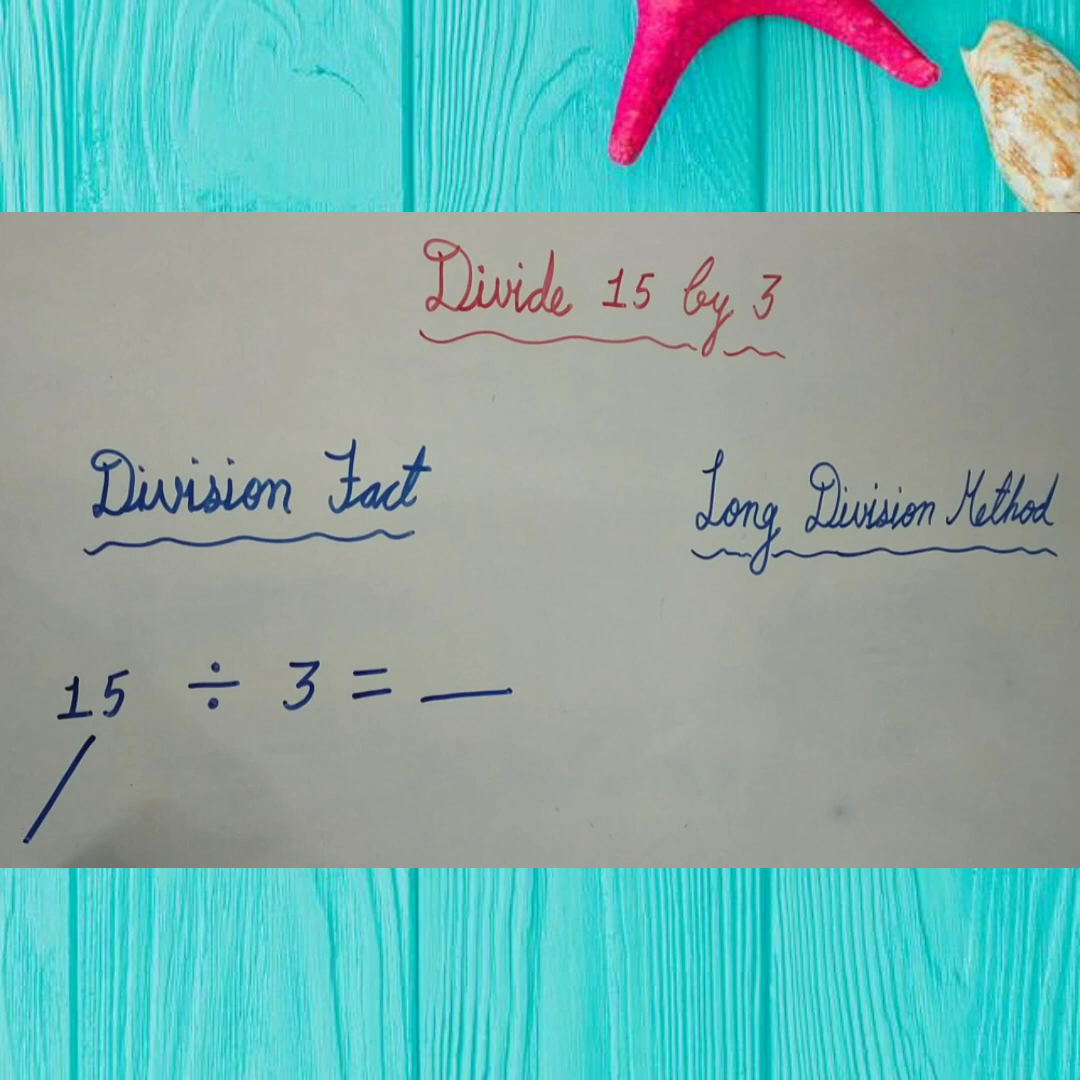 Divide 15 by 3
Division Fact
Long Division Method
15 ÷ 3 = __